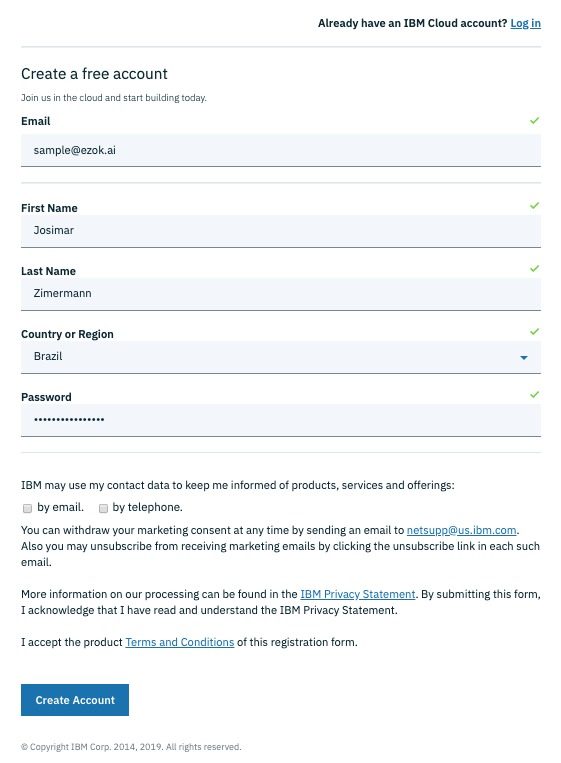 Already have an IBM Cloud account? Log in
Create a free account
Join us in the cloud and start building today.
Email
sample@ezok.ai
First Name
Josimar
Last Name
Zimermann
Country or Region
Brazil
Password
••••••••••••••••
IBM may use my contact data to keep me informed of products, services and offerings:
by email. by telephone.
You can withdraw your marketing consent at any time by sending an email to netsupp@us.ibm.com.
Also you may unsubscribe from receiving marketing emails by clicking the unsubscribe link in each such
email.
More information on our processing can be found in the IBM Privacy Statement. By submitting this form,
I acknowledge that I have read and understand the IBM Privacy Statement.
I accept the product Terms and Conditions of this registration form.
Create Account
© Copyright IBM Corp. 2014, 2019. All rights reserved.